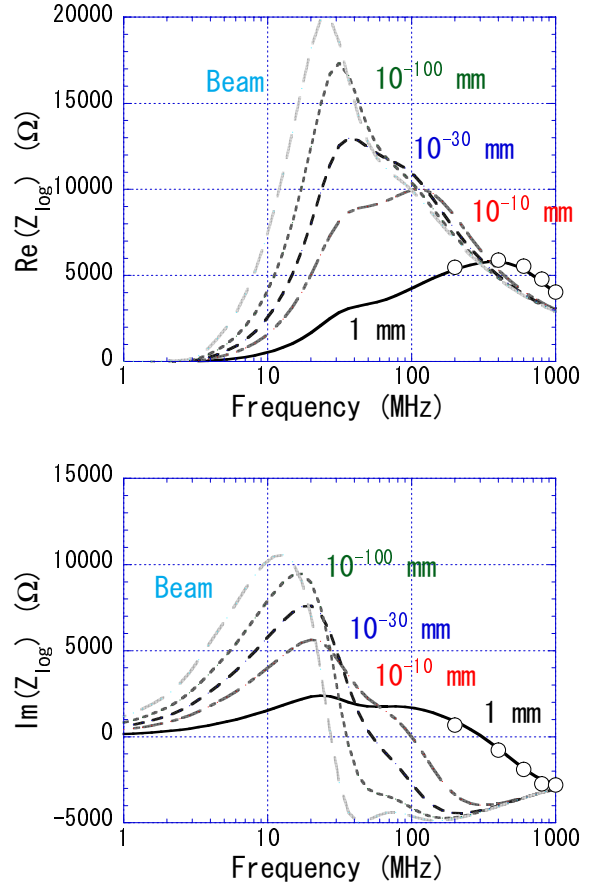 20000
Beam
10⁻¹⁰⁰ mm
15000
10⁻³⁰ mm
10000
10⁻¹⁰ mm
5000
1 mm
0
Re(Z_log) (Ω)
1 10 100 1000
Frequency (MHz)
15000
10000
10⁻¹⁰⁰ mm
Beam
10⁻³⁰ mm
5000
10⁻¹⁰ mm
1 mm
0
-5000
Im(Z_log) (Ω)
1 10 100 1000
Frequency (MHz)